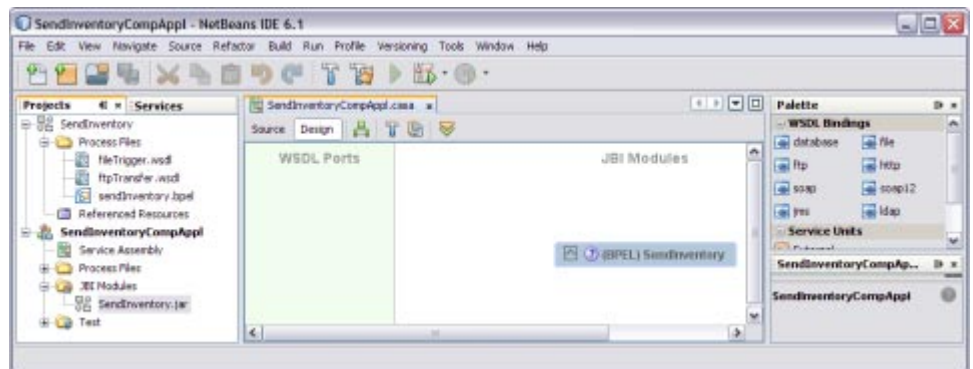 SendInventoryCompAppl - NetBeans IDE 6.1
File Edit View Navigate Source Refactor Build Run Profile Versioning Tools Window Help
Projects Services
SendInventory
Process Files
fileTrigger.wsdl
ftpTransfer.wsdl
sendInventory.bpel
Referenced Resources
SendInventoryCompAppl
Service Assembly
Process Files
JBI Modules
SendInventory.jar
Test
SendInventoryCompAppl.casa
Source Design
WSDL Ports JBI Modules
(BPEL) SendInventory
Palette
WSDL Bindings
database file
ftp http
soap soap12
jms ldap
Service Units
External
SendInventoryCompAp...
SendInventoryCompAppl